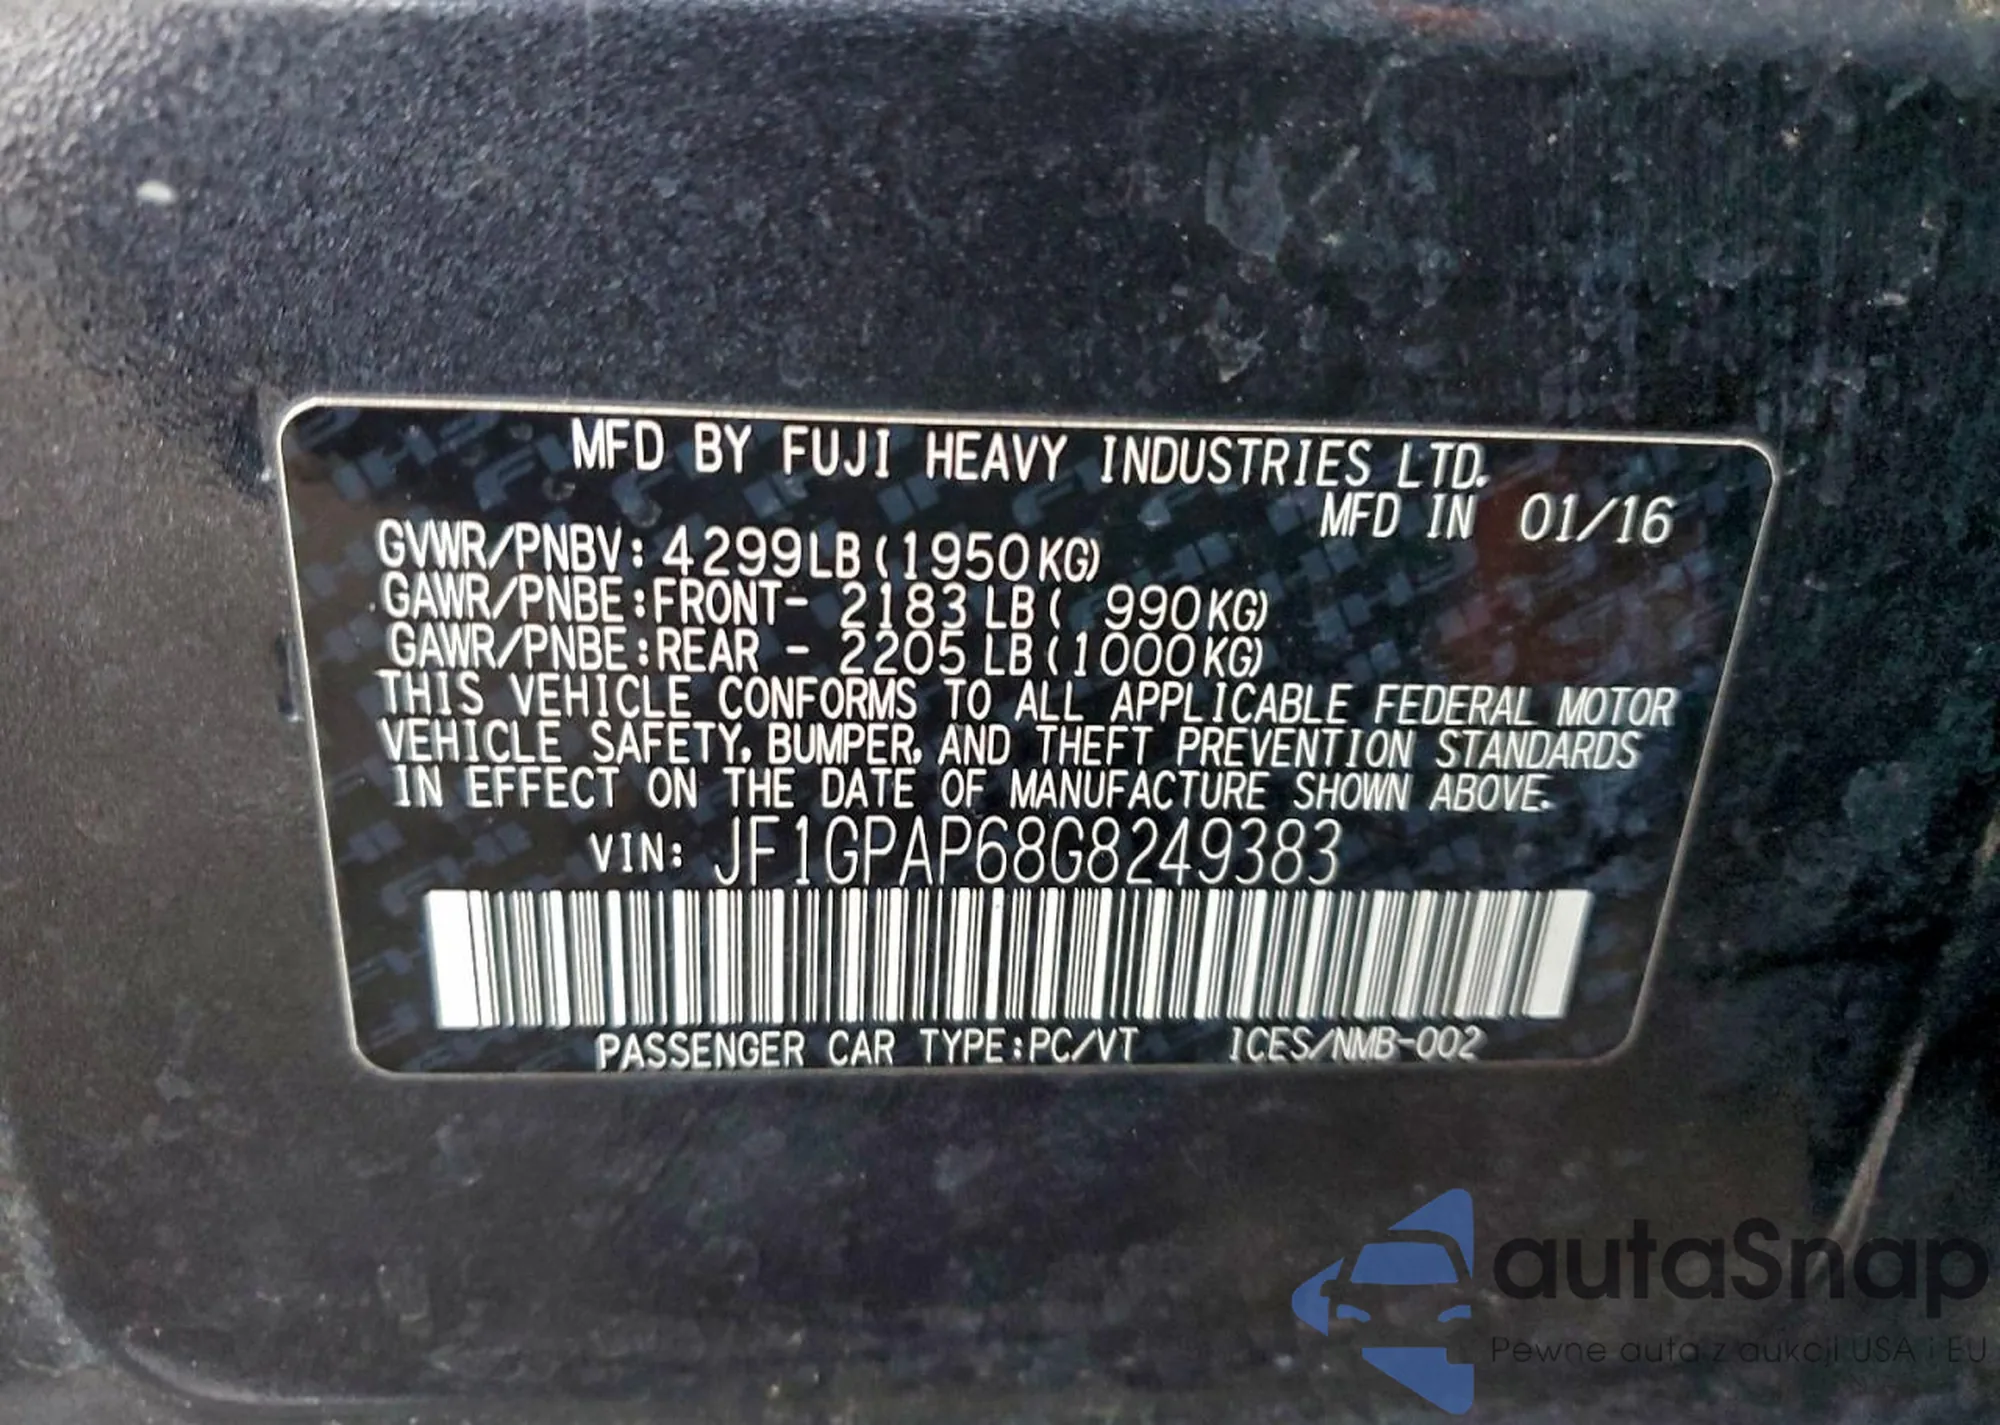 MFD BY FUJI HEAVY INDUSTRIES LTD.
MFD IN 01/16
GVWR/PNBV: 4299LB (1950KG)
GAWR/PNBE:FRONT- 2183 LB ( 990KG)
GAWR/PNBE:REAR - 2205 LB (1000KG)
THIS VEHICLE CONFORMS TO ALL APPLICABLE FEDERAL MOTOR
VEHICLE SAFETY, BUMPER, AND THEFT PREVENTION STANDARDS
IN EFFECT ON THE DATE OF MANUFACTURE SHOWN ABOVE.
VIN: JF1GPAP68G8249383
PASSENGER CAR TYPE:PC/VT ICES/NMB-002
autaSnap
Pewne auta z aukcji USA i EU